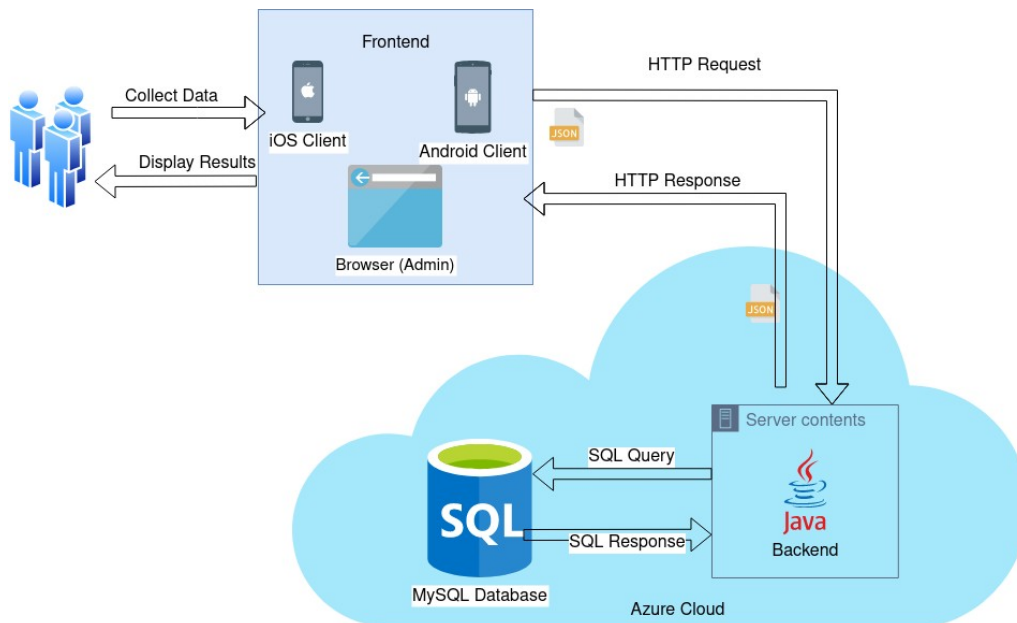 Frontend
HTTP Request
Collect Data
iOS Client
Android Client
JSON
Display Results
HTTP Response
Browser (Admin)
JSON
Server contents
SQL Query
SQL
Java
SQL Response
Backend
MySQL Database
Azure Cloud